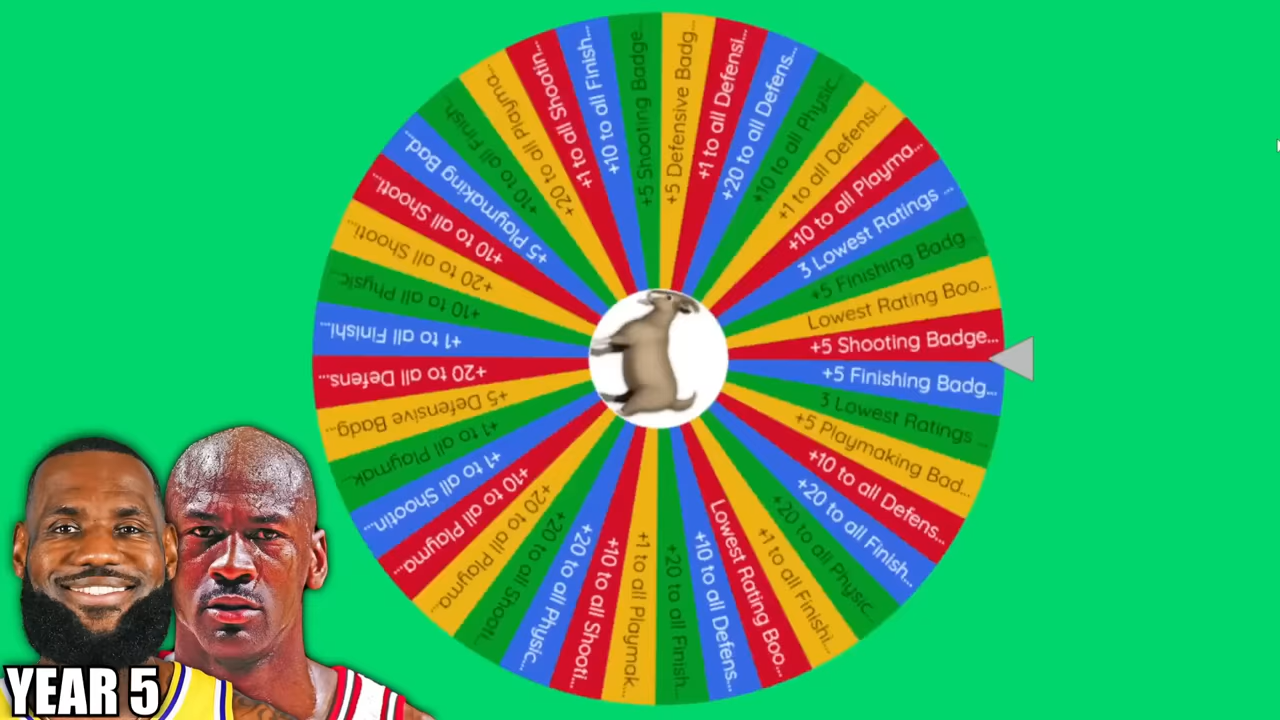 +5 Shooting Badge...
+5 Defensive Badg...
+1 to all Defensi...
+20 to all Defens...
+10 to all Physic...
+1 to all Defensi...
+10 to all Playma...
3 Lowest Ratings ...
+5 Finishing Badg...
Lowest Rating Boo...
+5 Shooting Badge...
+5 Finishing Badg...
3 Lowest Ratings ...
+5 Playmaking Bad...
+10 to all Defens...
+20 to all Finish...
+20 to all Physic...
+1 to all Finishi...
Lowest Rating Boo...
+10 to all Defens...
+20 to all Finish...
+1 to all Playmak...
+10 to all Shooti...
+20 to all Physic...
+20 to all Shooti...
+20 to all Playma...
+10 to all Playma...
+1 to all Shootin...
+1 to all Playmak...
+5 Defensive Badg...
+20 to all Defens...
+1 to all Finishi...
+10 to all Physic...
+20 to all Shooti...
+10 to all Shooti...
+5 Playmaking Bad...
+10 to all Finish...
+20 to all Playma...
+1 to all Shootin...
+10 to all Finish...
YEAR 5